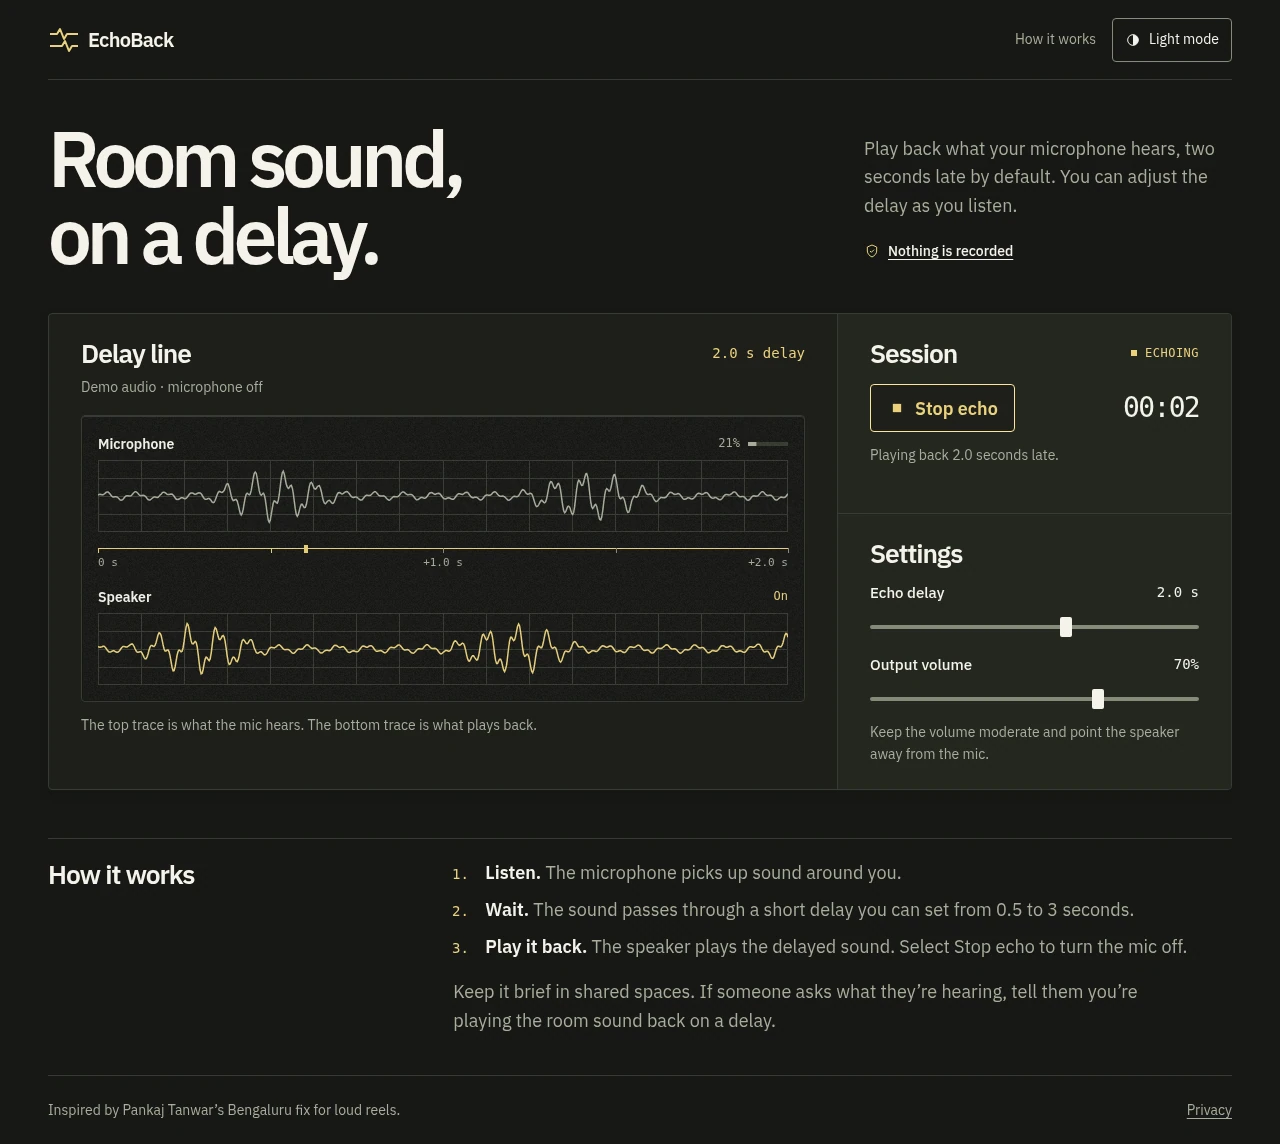 EchoBack
How it works
Light mode
Room sound,
on a delay.
Play back what your microphone hears, two
seconds late by default. You can adjust the
delay as you listen.
Nothing is recorded
Delay line
2.0 s delay
Demo audio · microphone off
Microphone
21%
0 s
+1.0 s
+2.0 s
Speaker
On
The top trace is what the mic hears. The bottom trace is what plays back.
Session
ECHOING
Stop echo
00:02
Playing back 2.0 seconds late.
Settings
Echo delay
2.0 s
Output volume
70%
Keep the volume moderate and point the speaker
away from the mic.
How it works
1. Listen. The microphone picks up sound around you.
2. Wait. The sound passes through a short delay you can set from 0.5 to 3 seconds.
3. Play it back. The speaker plays the delayed sound. Select Stop echo to turn the mic off.
Keep it brief in shared spaces. If someone asks what they’re hearing, tell them you’re
playing the room sound back on a delay.
Inspired by Pankaj Tanwar’s Bengaluru fix for loud reels.
Privacy